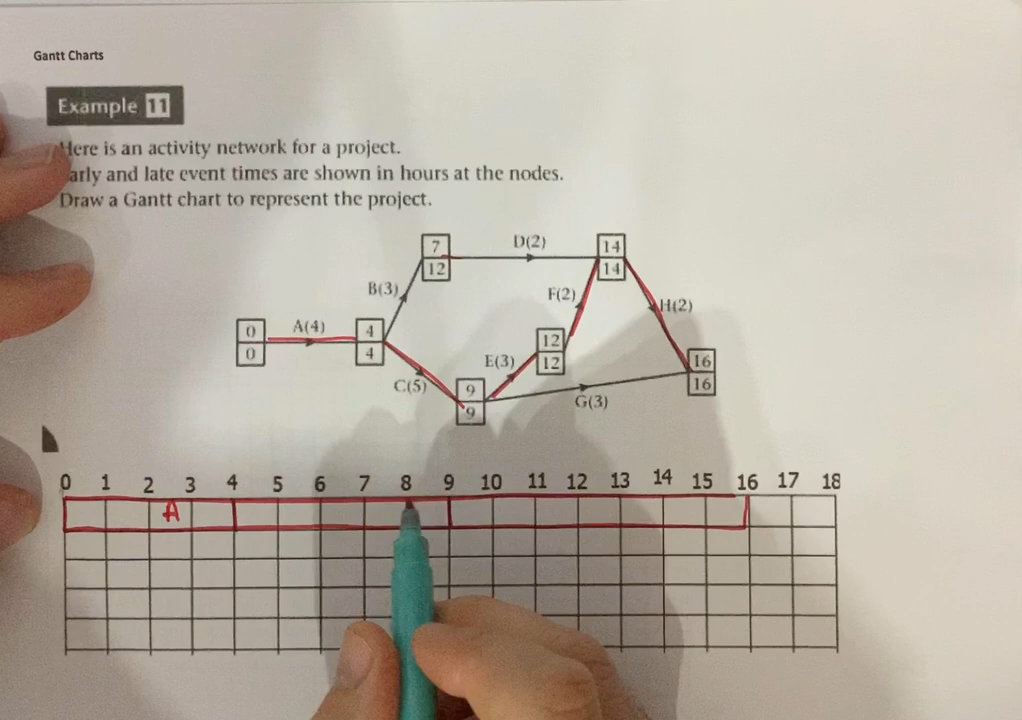 Gantt Charts
Example 11
Here is an activity network for a project.
arly and late event times are shown in hours at the nodes.
Draw a Gantt chart to represent the project.
7 D(2) 14
12 14
B(3) F(2) H(2)
0 A(4) 4 12 16
0 4 E(3) 12 16
C(5) 9 G(3)
9
0 1 2 3 4 5 6 7 8 9 10 11 12 13 14 15 16 17 18
A